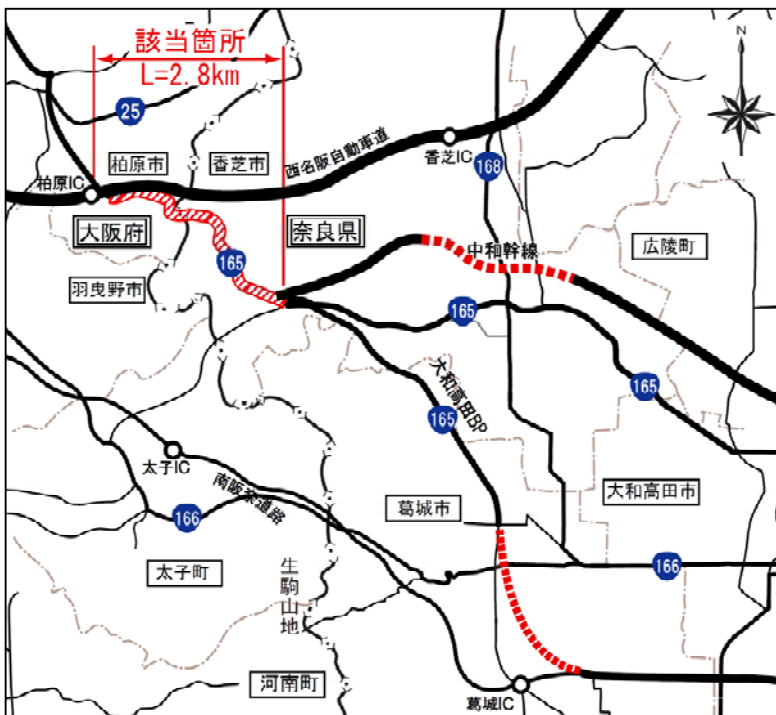 該当箇所
L=2.8km
N
25
柏原市
香芝市
西名阪自動車道
香芝IC
168
柏原IC
大阪府
奈良県
中和幹線
広陵町
165
羽曳野市
165
大和高田BP
165
165
太子IC
南阪奈道路
166
葛城市
大和高田市
太子町
生駒山地
166
河南町
葛城IC